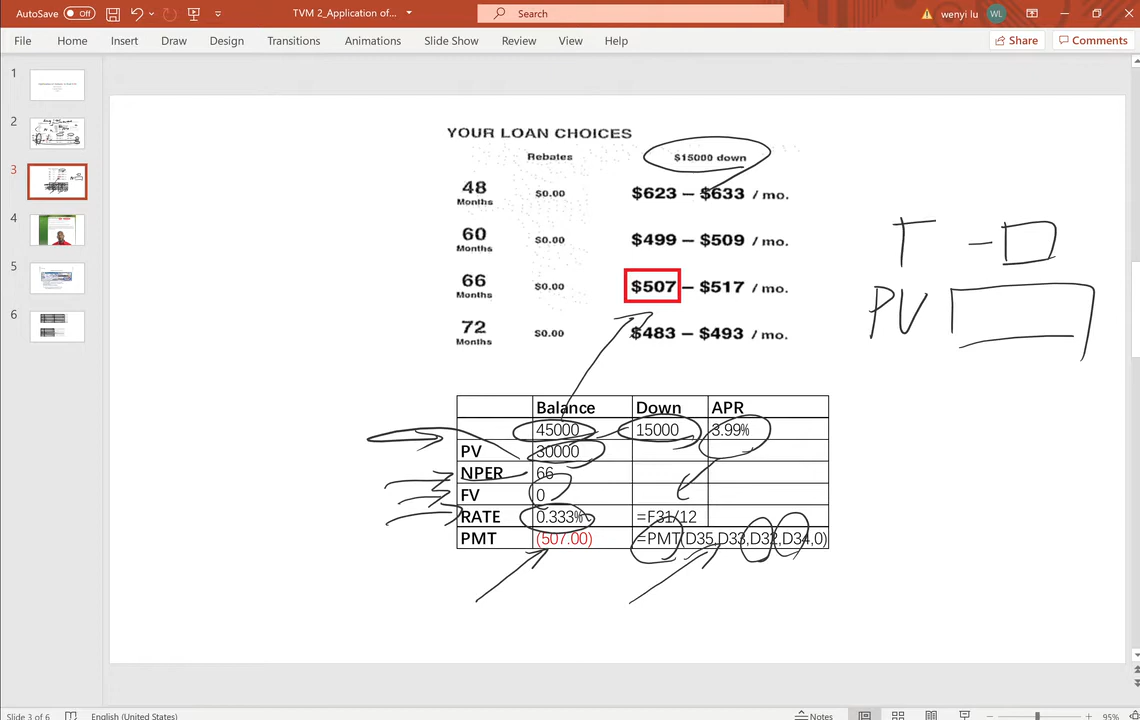 AutoSave Off TVM 2_Application of... Search wenyi lu WL
File Home Insert Draw Design Transitions Animations Slide Show Review View Help Share Comments
1
2
3
4
5
6
YOUR LOAN CHOICES
Rebates $15000 down
48 Months $0.00 $623 – $633 / mo.
60 Months $0.00 $499 – $509 / mo.
66 Months $0.00 $507 – $517 / mo.
72 Months $0.00 $483 – $493 / mo.
T - D
PV
Balance Down APR
45000 15000 3.99%
PV 30000
NPER 66
FV 0
RATE 0.333% =F31/12
PMT (507.00) =PMT(D35,D33,D32,D34,0)
Slide 3 of 6 English (United States) Notes 95%